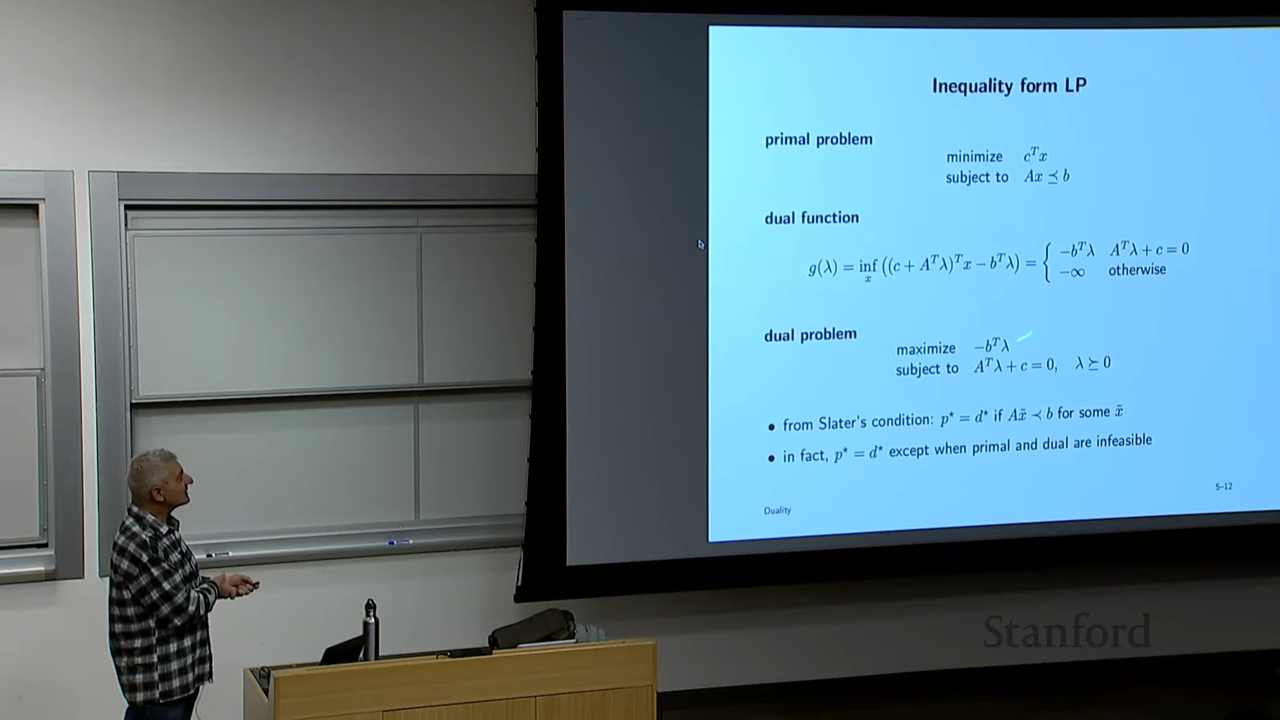 Inequality form LP
primal problem
minimize c^T x
subject to Ax ⪯ b
dual function
g(λ) = inf_x ((c + A^T λ)^T x − b^T λ) = { −b^T λ A^T λ + c = 0
−∞ otherwise
dual problem
maximize −b^T λ
subject to A^T λ + c = 0, λ ⪰ 0
• from Slater's condition: p* = d* if Ax̃ ≺ b for some x̃
• in fact, p* = d* except when primal and dual are infeasible
5–12
Duality
Stanford